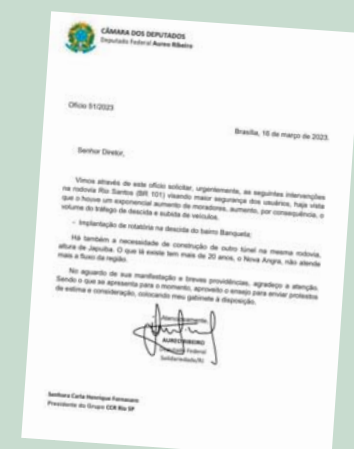 CÂMARA DOS DEPUTADOS
Deputado Federal Aureo Ribeiro
Ofício 51/2023
Brasília, 16 de março de 2023.
Senhor Diretor,
Vimos através de este ofício solicitar, urgentemente, as seguintes intervenções
na rodovia Rio Santos (BR 101) visando maior segurança dos usuários, haja vista
que o houve um exponencial aumento de moradores, aumento, por consequência, o
volume do tráfego de descida e subida de veículos.
- Implantação de rotatória na descida do bairro Banqueta;
Há também a necessidade de construção de outro túnel na mesma rodovia,
altura de Japuíba. O que lá existe tem mais de 20 anos, o Nova Angra, não atende
mais a fluxo da região.
No aguardo de sua manifestação e breves providências, agradeço a atenção.
Sendo o que se apresenta para o momento, aproveito o ensejo para enviar protestos
de estima e consideração, colocando meu gabinete à disposição.
Atenciosamente,
AUREO RIBEIRO
Deputado Federal
Solidariedade/RJ
Senhora Carla Henrique Fornasaro
Presidente do Grupo CCR Rio SP